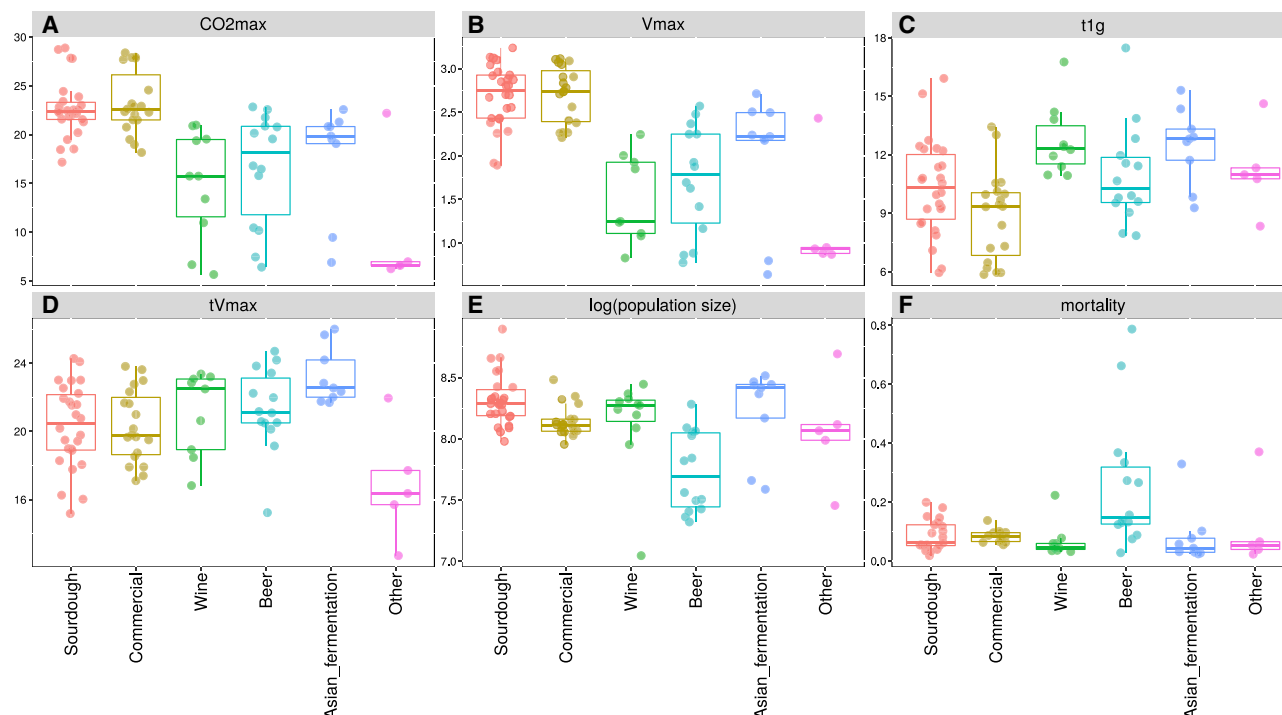 A CO2max
30
25
20
15
10
5
B Vmax
3.0
2.5
2.0
1.5
1.0
C t1g
18
15
12
9
6
D tVmax
24
20
16
E log(population size)
8.5
8.0
7.5
7.0
F mortality
0.8
0.6
0.4
0.2
0.0
Sourdough
Commercial
Wine
Beer
Asian_fermentation
Other
Sourdough
Commercial
Wine
Beer
Asian_fermentation
Other
Sourdough
Commercial
Wine
Beer
Asian_fermentation
Other